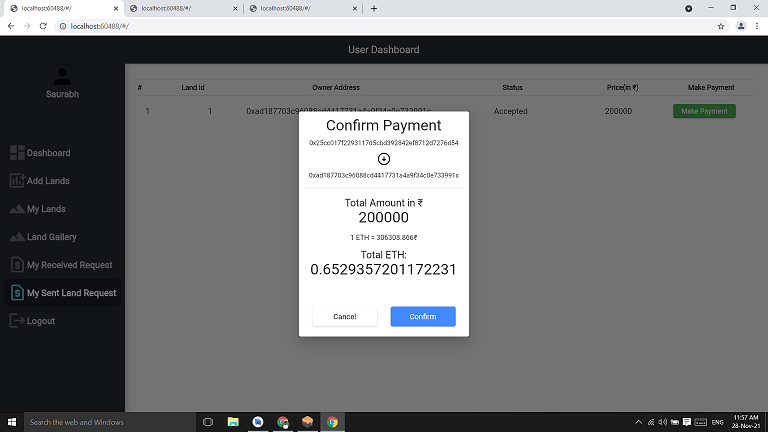 localhost:60488/#/
localhost:60488/#/
localhost:60488/#/
localhost:60488/#/
User Dashboard
Saurabh
Dashboard
Add Lands
My Lands
Land Gallery
My Received Request
My Sent Land Request
Logout
# Land Id Owner Address Status Price(in ₹) Make Payment
1 1 Accepted 200000 Make Payment
Confirm Payment
0x25cc017f2293117d5cbd392842ef8712d7276d54
0xad187703c96088cd4417731a4a9f34c0e733991c
Total Amount in ₹
200000
1 ETH = 306308.866₹
Total ETH:
0.6529357201172231
Cancel Confirm
Search the web and Windows
ENG
11:57 AM
28-Nov-21